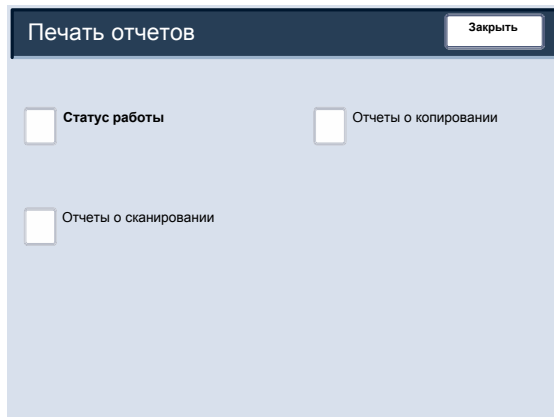 Печать отчетов
Закрыть
Статус работы
Отчеты о копировании
Отчеты о сканировании